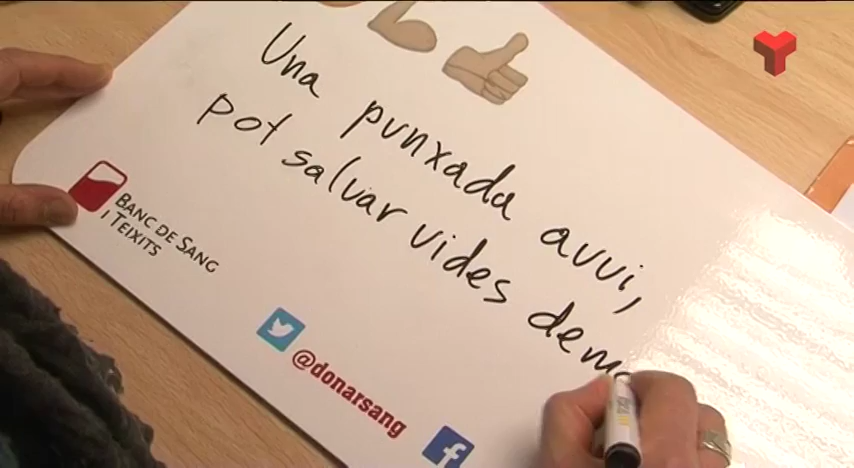 Una punxada avui,
pot salvar vides dem
BANC DE SANG
I TEIXITS
@donarsang